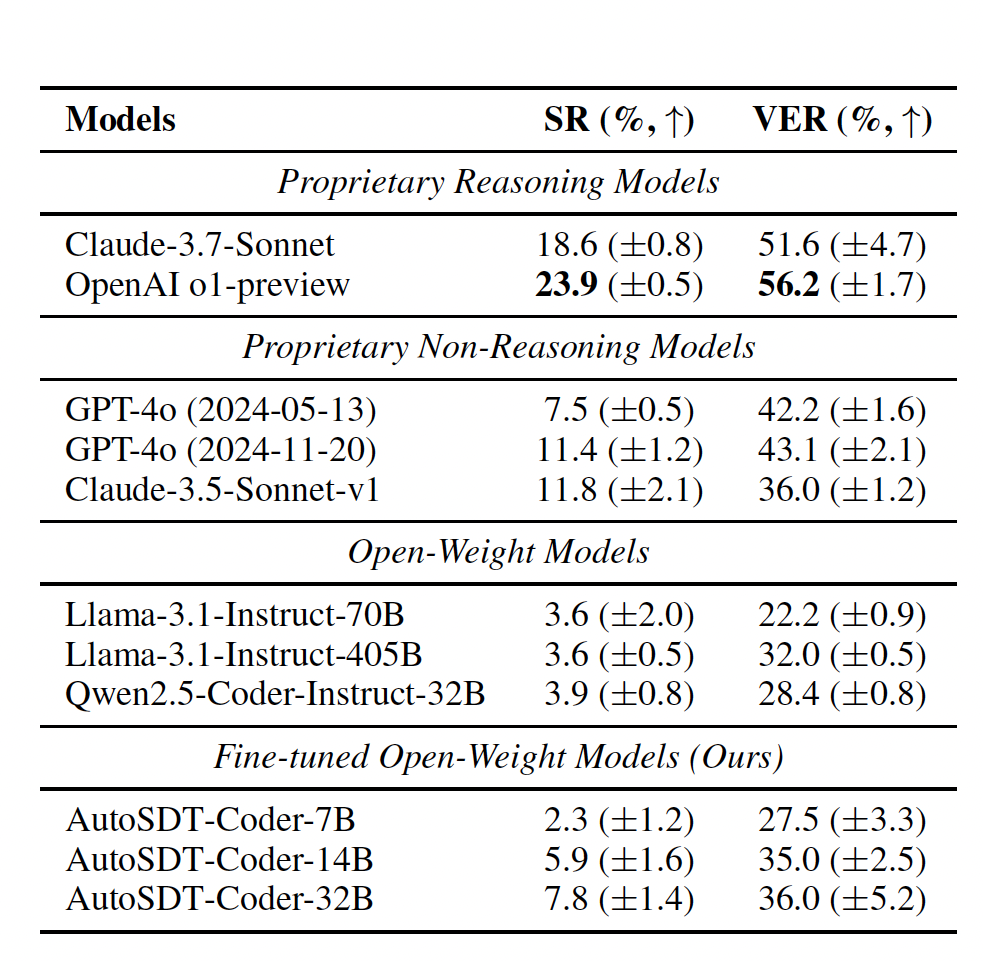 Models SR (%, ↑) VER (%, ↑)
Proprietary Reasoning Models
Claude-3.7-Sonnet 18.6 (±0.8) 51.6 (±4.7)
OpenAI o1-preview 23.9 (±0.5) 56.2 (±1.7)
Proprietary Non-Reasoning Models
GPT-4o (2024-05-13) 7.5 (±0.5) 42.2 (±1.6)
GPT-4o (2024-11-20) 11.4 (±1.2) 43.1 (±2.1)
Claude-3.5-Sonnet-v1 11.8 (±2.1) 36.0 (±1.2)
Open-Weight Models
Llama-3.1-Instruct-70B 3.6 (±2.0) 22.2 (±0.9)
Llama-3.1-Instruct-405B 3.6 (±0.5) 32.0 (±0.5)
Qwen2.5-Coder-Instruct-32B 3.9 (±0.8) 28.4 (±0.8)
Fine-tuned Open-Weight Models (Ours)
AutoSDT-Coder-7B 2.3 (±1.2) 27.5 (±3.3)
AutoSDT-Coder-14B 5.9 (±1.6) 35.0 (±2.5)
AutoSDT-Coder-32B 7.8 (±1.4) 36.0 (±5.2)